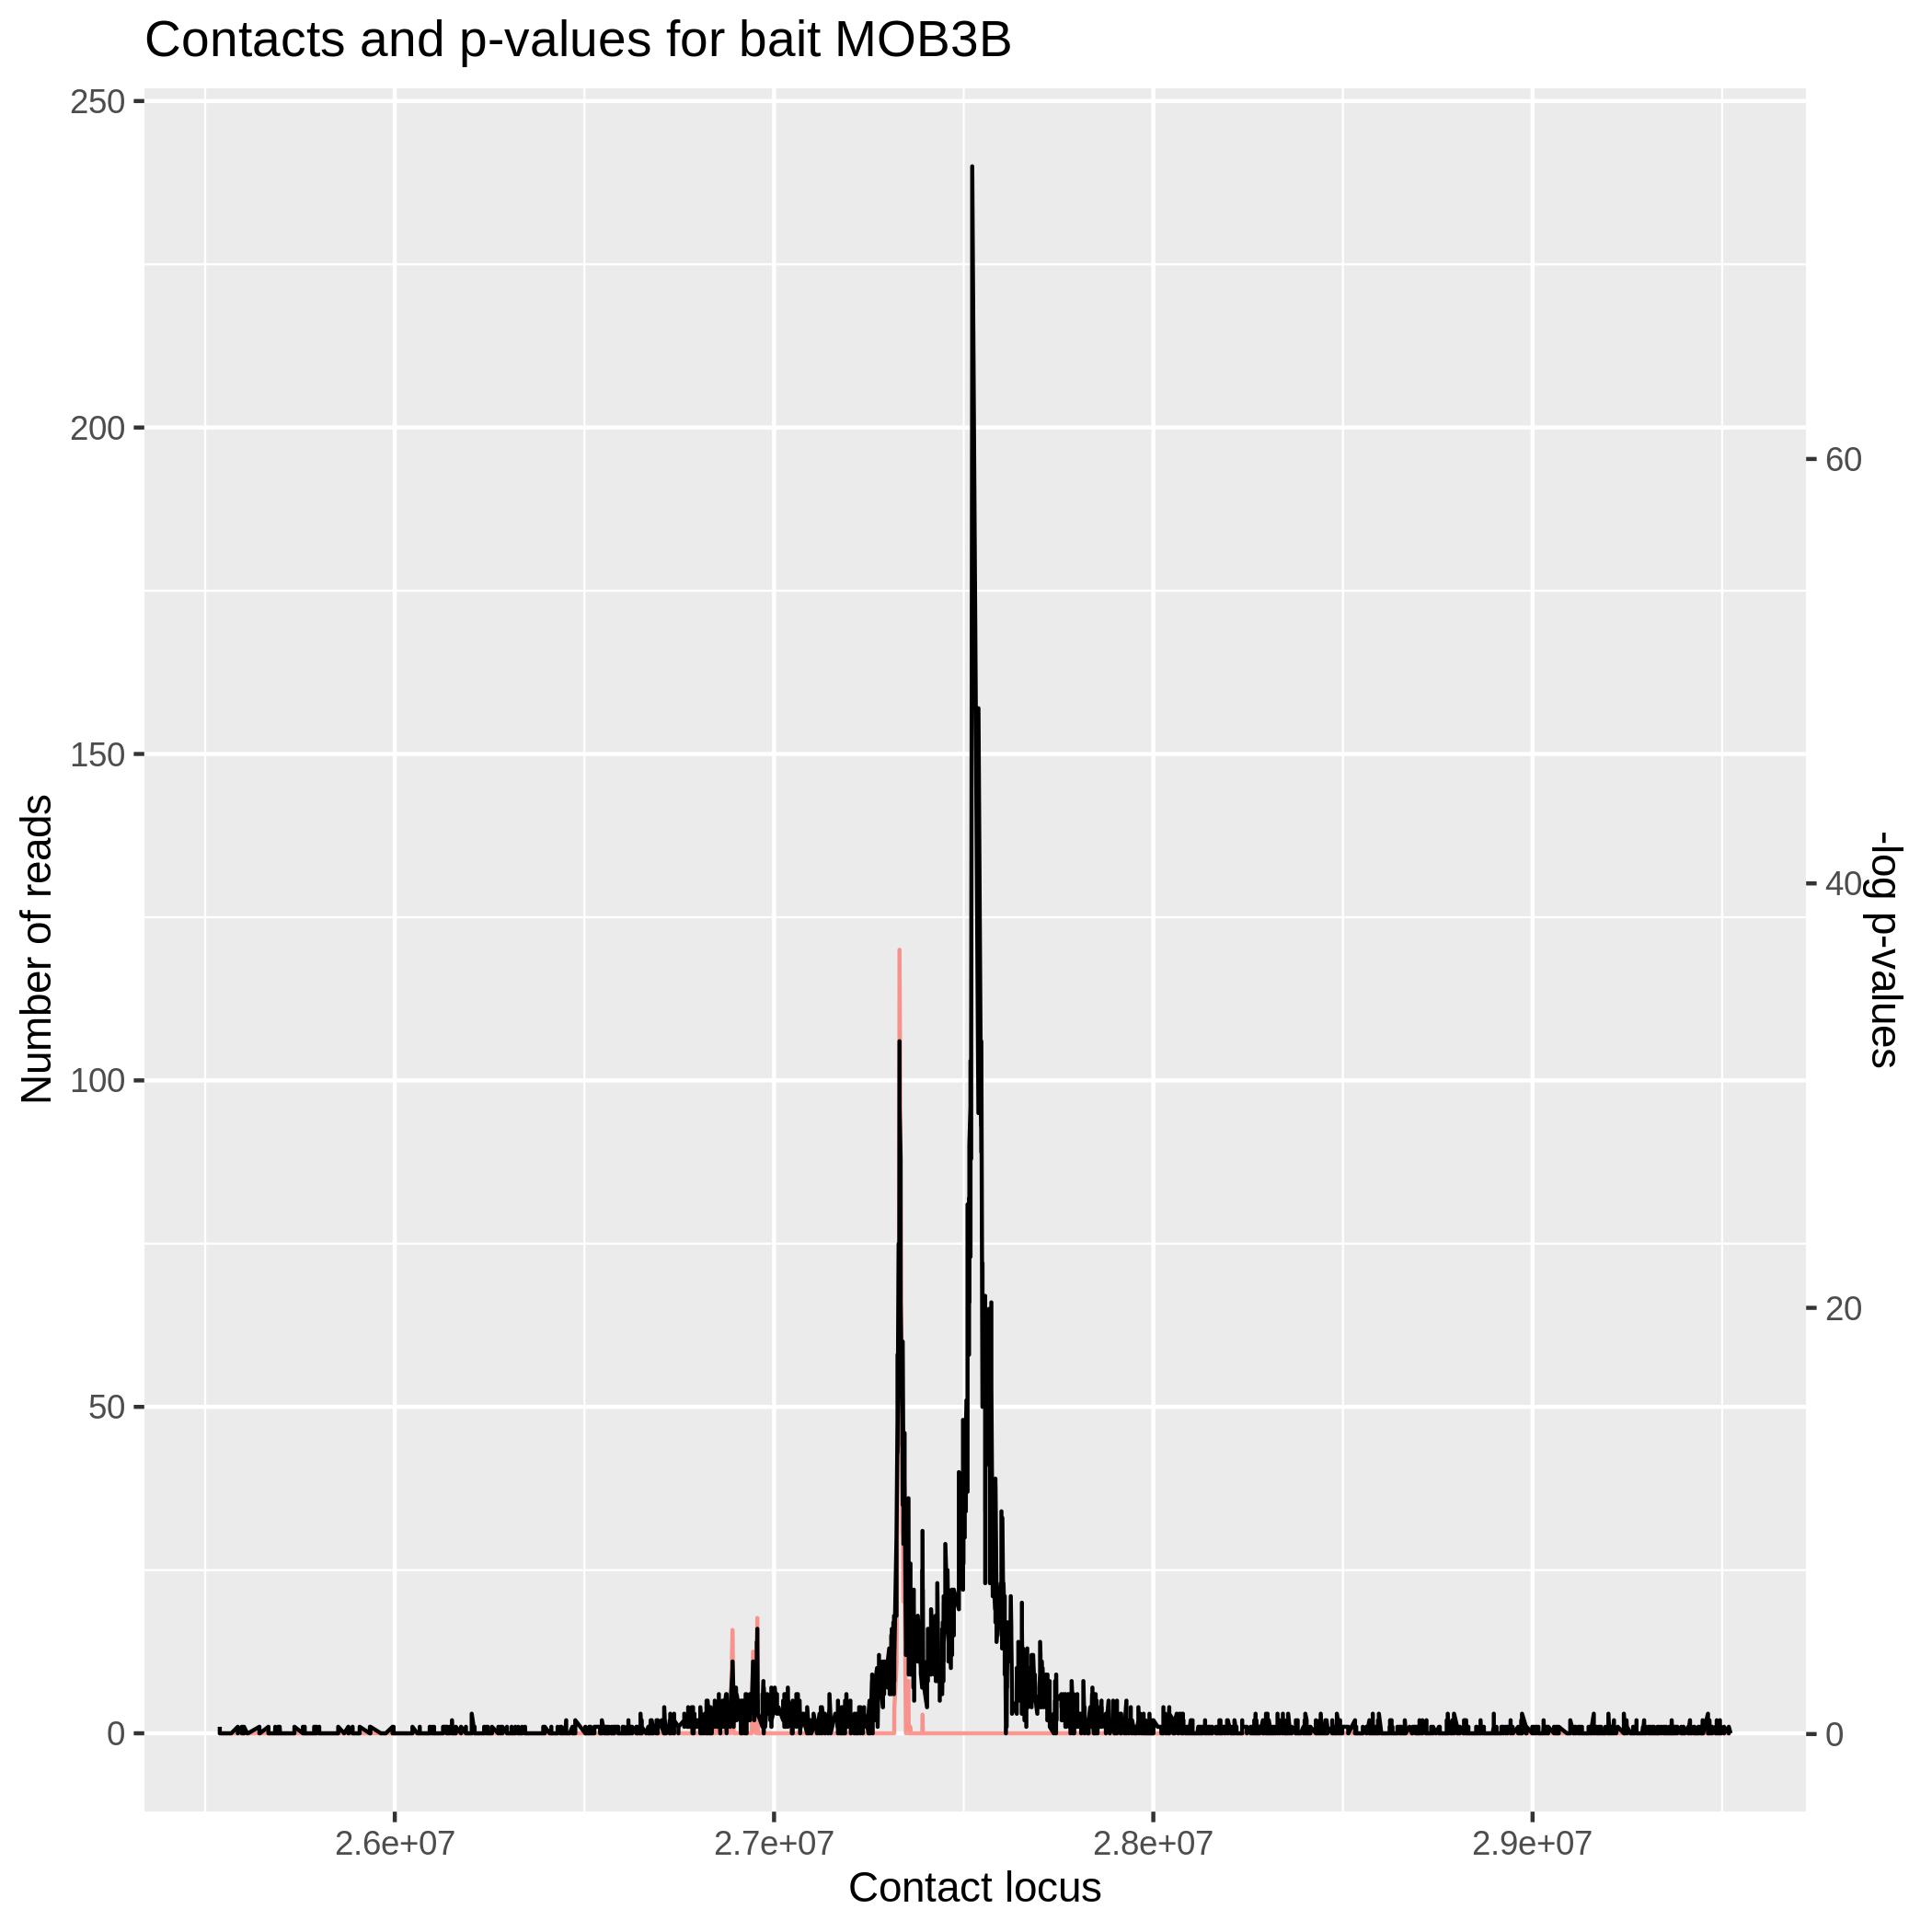 Contacts and p-values for bait MOB3B
250
200
150
100
50
0
Number of reads
60
40
20
0
-log p-values
2.6e+07
2.7e+07
2.8e+07
2.9e+07
Contact locus